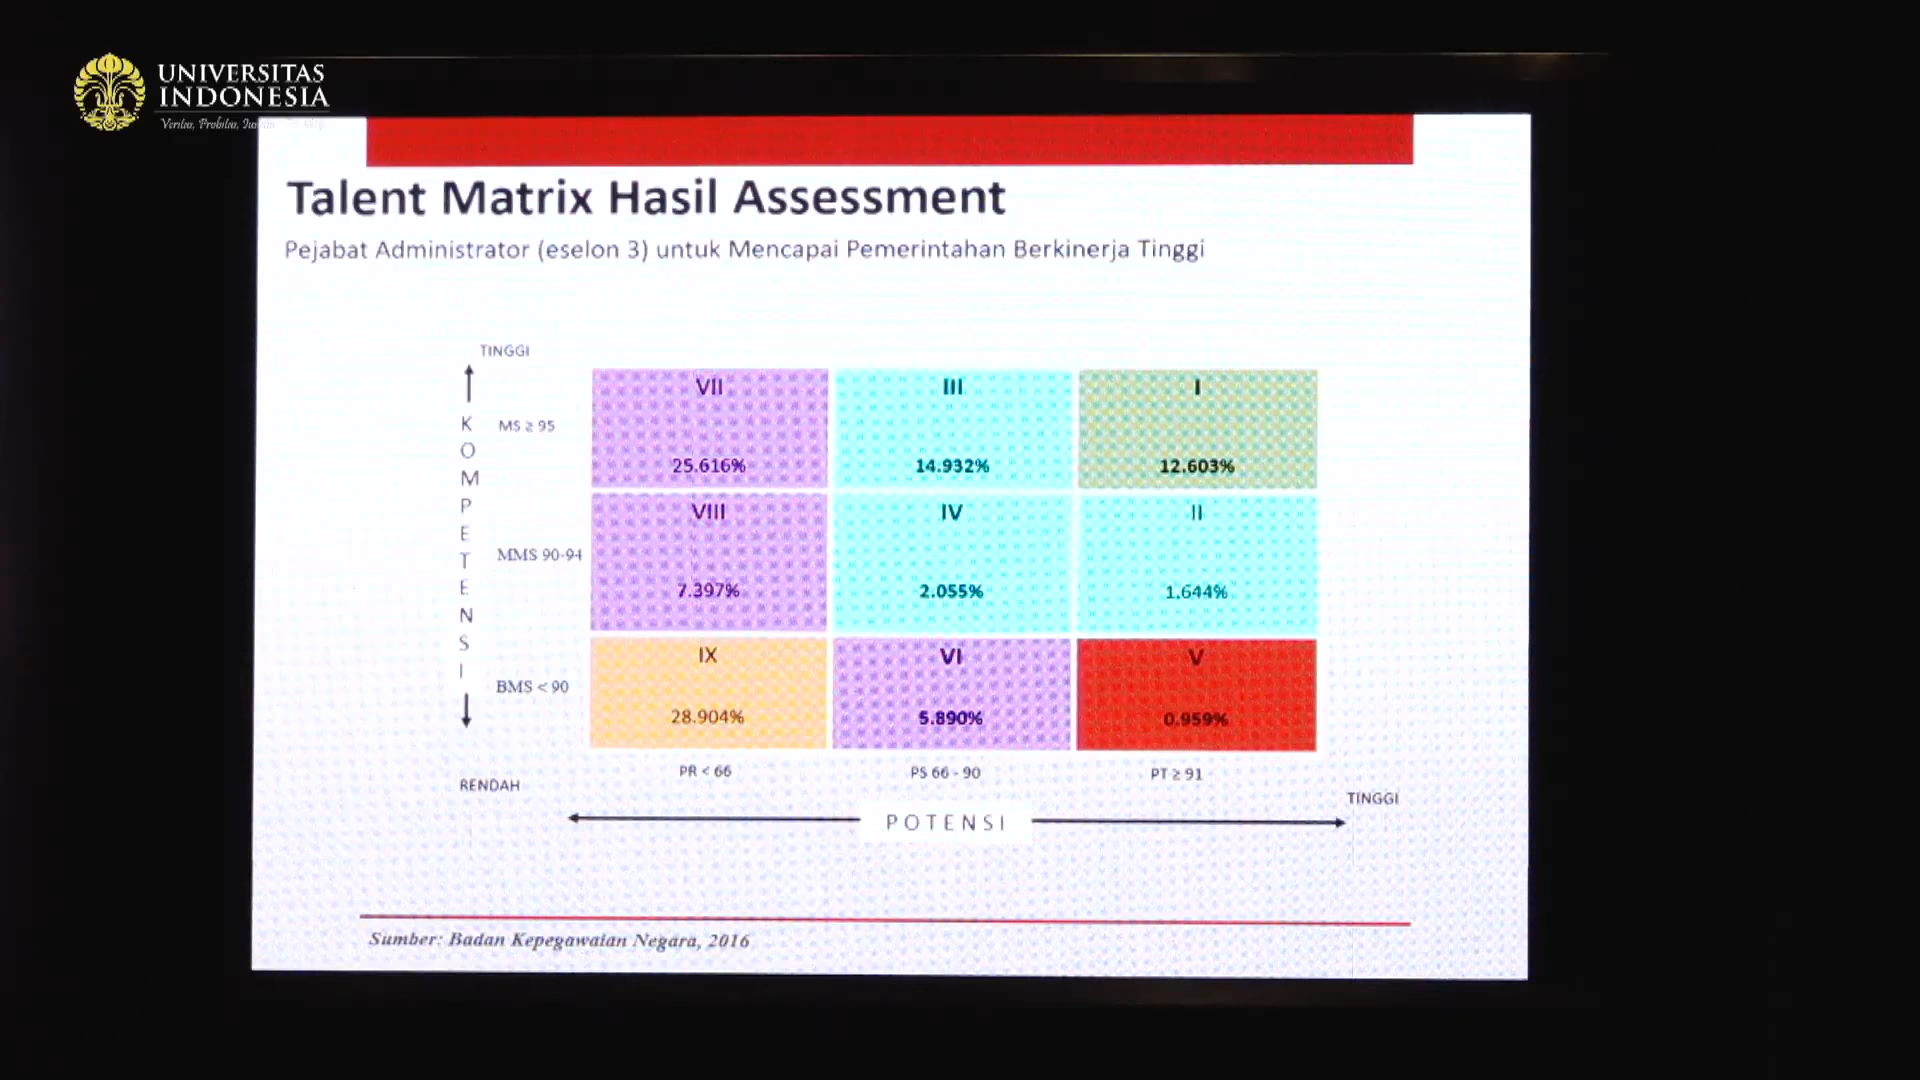 UNIVERSITAS
INDONESIA
Veritas, Probitas,
Talent Matrix Hasil Assessment
Pejabat Administrator (eselon 3) untuk Mencapai Pemerintahan Berkinerja Tinggi
TINGGI
KOMPETENSI
MS ≥ 95
VII
III
I
25.616%
14.932%
12.603%
MMS 90-94
VIII
IV
II
7.397%
2.055%
1.644%
BMS < 90
IX
VI
V
28.904%
5.890%
0.959%
PR < 66
PS 66 - 90
PT ≥ 91
RENDAH
TINGGI
POTENSI
Sumber: Badan Kepegawaian Negara, 2016